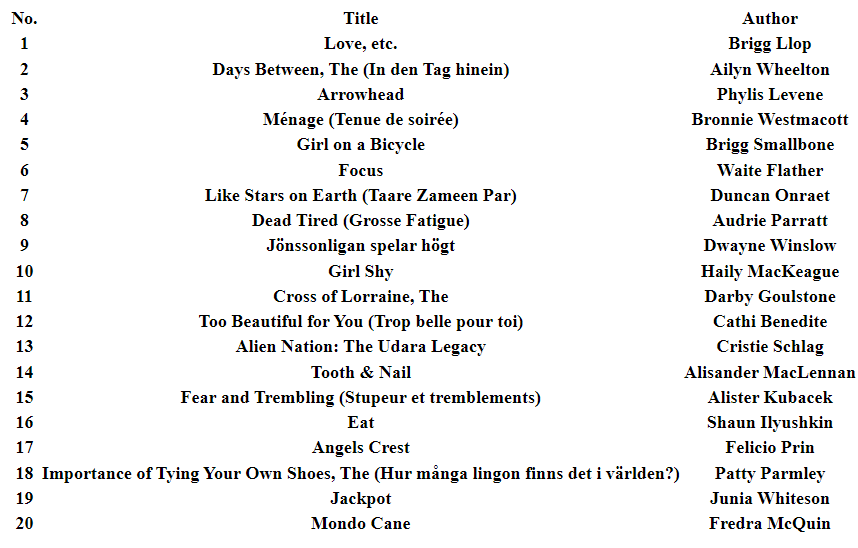 No. Title Author
1 Love, etc. Brigg Llop
2 Days Between, The (In den Tag hinein) Ailyn Wheelton
3 Arrowhead Phylis Levene
4 Ménage (Tenue de soirée) Bronnie Westmacott
5 Girl on a Bicycle Brigg Smallbone
6 Focus Waite Flather
7 Like Stars on Earth (Taare Zameen Par) Duncan Onraet
8 Dead Tired (Grosse Fatigue) Audrie Parratt
9 Jönssonligan spelar högt Dwayne Winslow
10 Girl Shy Haily MacKeague
11 Cross of Lorraine, The Darby Goulstone
12 Too Beautiful for You (Trop belle pour toi) Cathi Benedite
13 Alien Nation: The Udara Legacy Cristie Schlag
14 Tooth & Nail Alisander MacLennan
15 Fear and Trembling (Stupeur et tremblements) Alister Kubacek
16 Eat Shaun Ilyushkin
17 Angels Crest Felicio Prin
18 Importance of Tying Your Own Shoes, The (Hur många lingon finns det i världen?) Patty Parmley
19 Jackpot Junia Whiteson
20 Mondo Cane Fredra McQuin